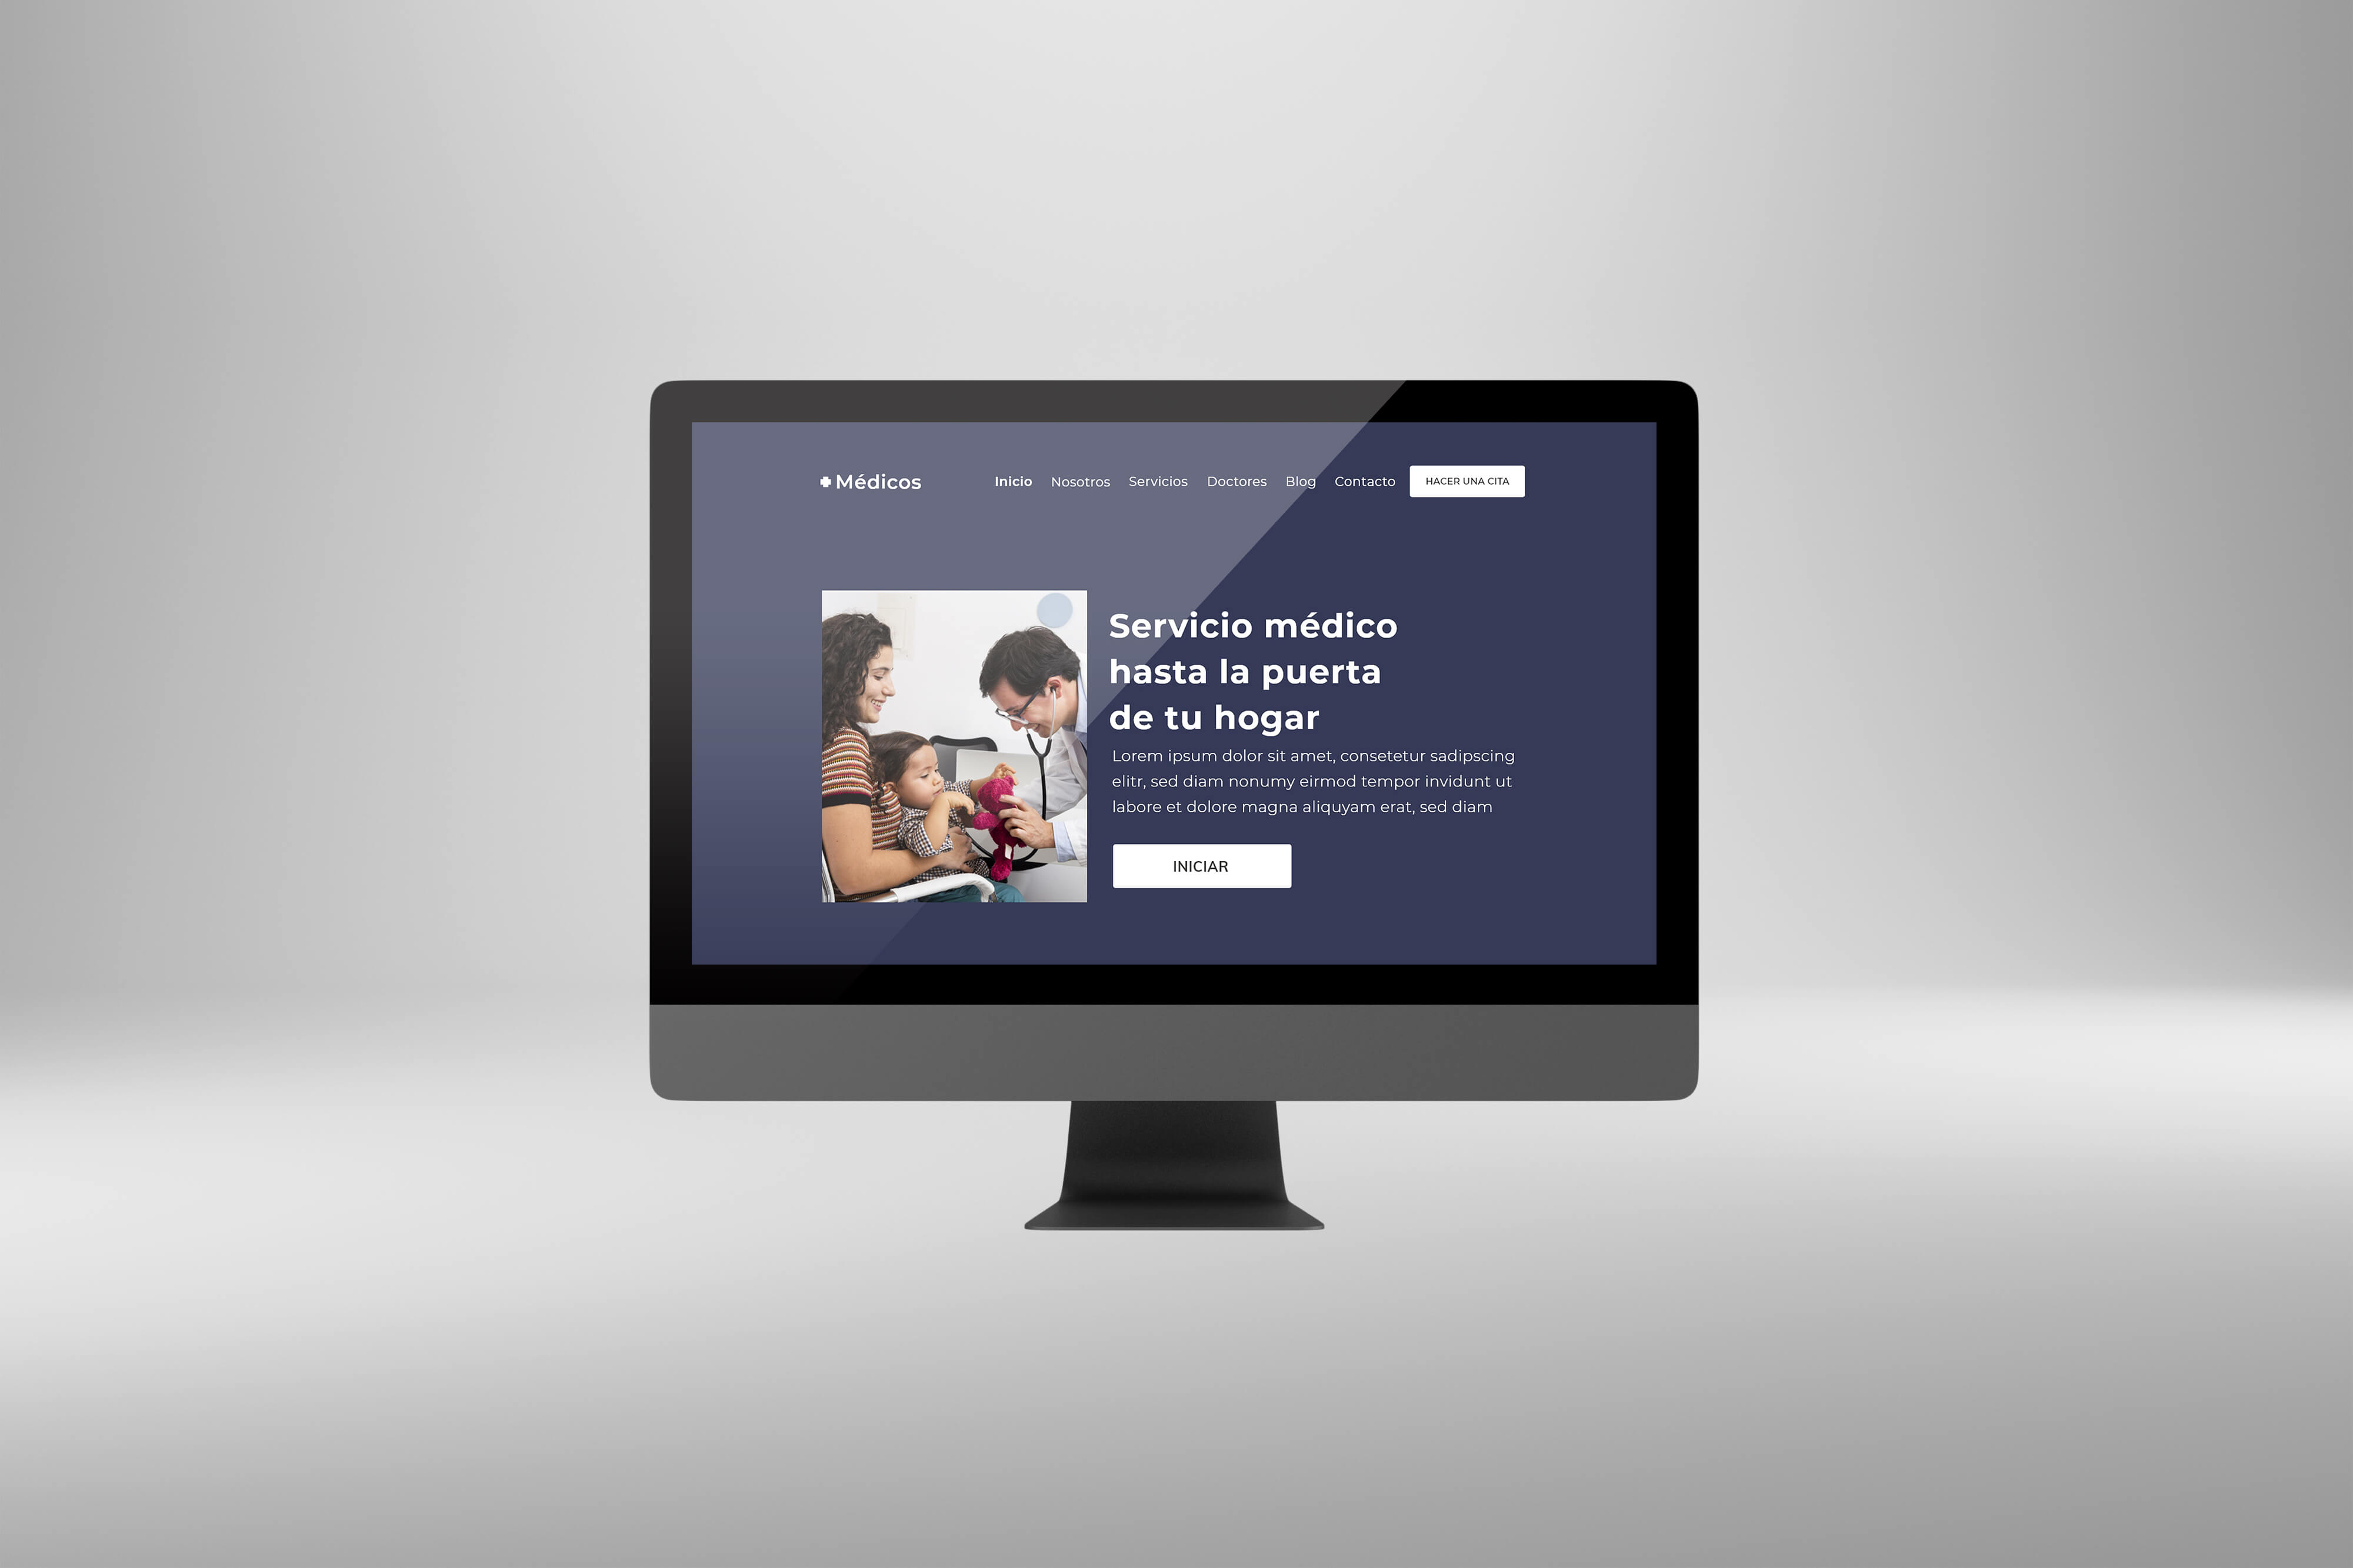 Médicos
Inicio Nosotros Servicios Doctores Blog Contacto HACER UNA CITA
Servicio médico
hasta la puerta
de tu hogar
Lorem ipsum dolor sit amet, consetetur sadipscing
elitr, sed diam nonumy eirmod tempor invidunt ut
labore et dolore magna aliquyam erat, sed diam
INICIAR